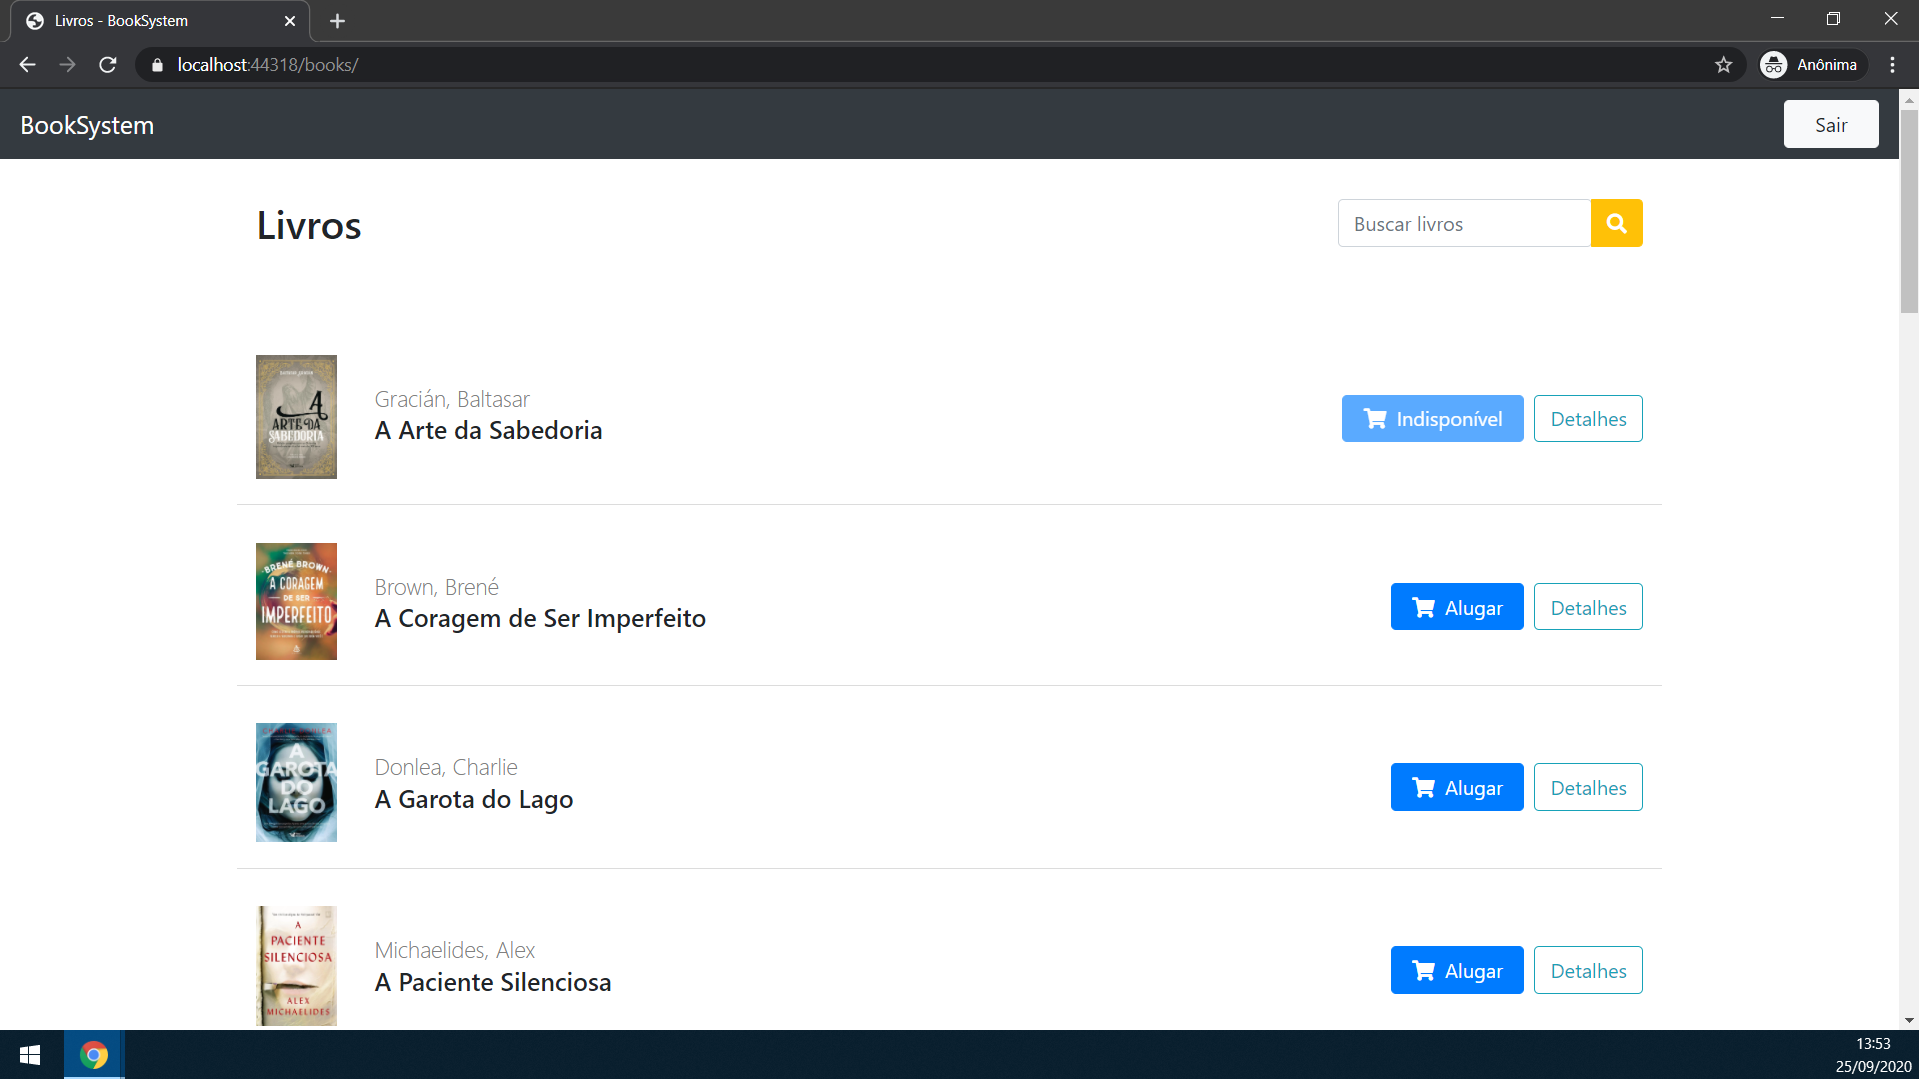 Livros - BookSystem
localhost:44318/books/
Anônima
BookSystem
Sair
Livros
Buscar livros
A
ARTE DA
SABEDORIA
Gracián, Baltasar
A Arte da Sabedoria
Indisponível
Detalhes
BRENÉ BROWN
A CORAGEM
DE SER
IMPERFEITO
Brown, Brené
A Coragem de Ser Imperfeito
Alugar
Detalhes
A
GAROTA
DO
LAGO
Donlea, Charlie
A Garota do Lago
Alugar
Detalhes
A
PACIENTE
SILENCIOSA
ALEX
MICHAELIDES
Michaelides, Alex
A Paciente Silenciosa
Alugar
Detalhes
13:53
25/09/2020